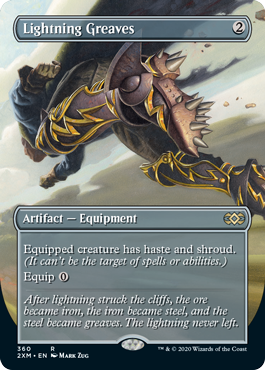 Lightning Greaves 2
Artifact — Equipment
Equipped creature has haste and shroud.
(It can't be the target of spells or abilities.)
Equip 0
After lightning struck the cliffs, the ore
became iron, the iron became steel, and the
steel became greaves. The lightning never left.
360 R
2XM • EN Mark Zug ™ & © 2020 Wizards of the Coast